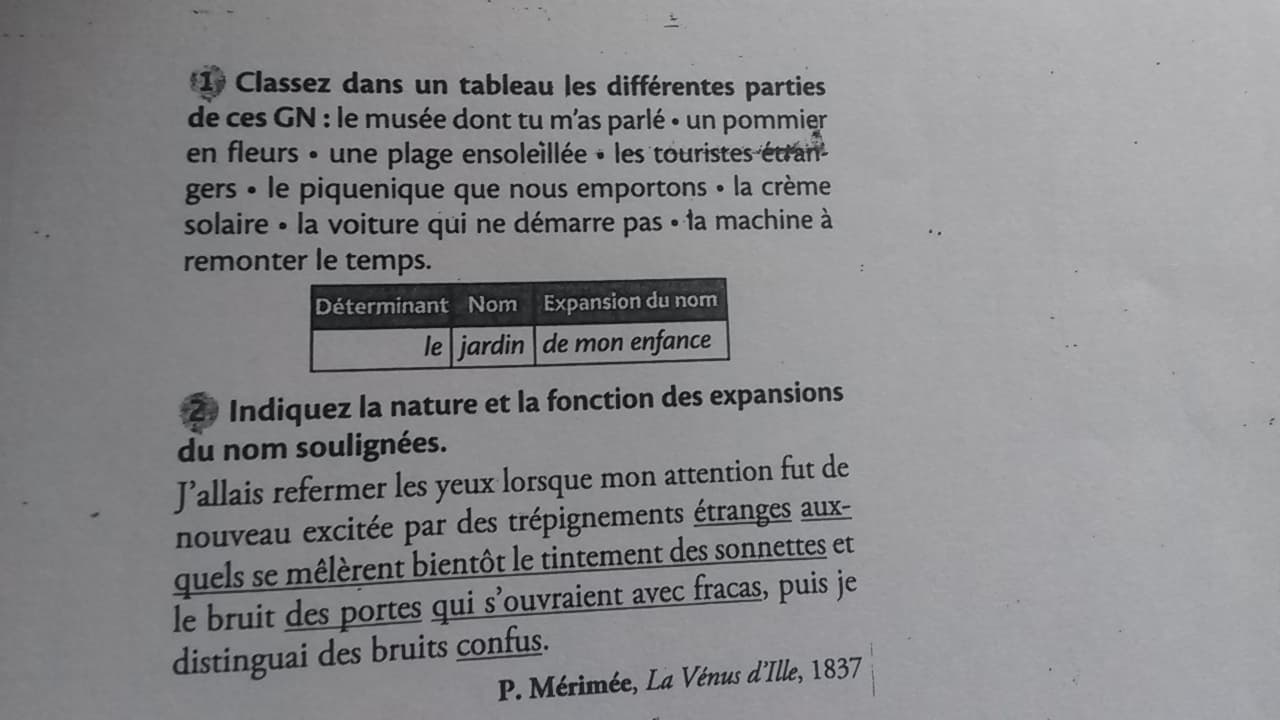 1 Classez dans un tableau les différentes parties
de ces GN : le musée dont tu m'as parlé • un pommier
en fleurs • une plage ensoleillée • les touristes étran-
gers • le piquenique que nous emportons • la crème
solaire • la voiture qui ne démarre pas • la machine à
remonter le temps.
Déterminant Nom Expansion du nom
le jardin de mon enfance
2 Indiquez la nature et la fonction des expansions
du nom soulignées.
J'allais refermer les yeux lorsque mon attention fut de
nouveau excitée par des trépignements étranges aux-
quels se mêlèrent bientôt le tintement des sonnettes et
le bruit des portes qui s'ouvraient avec fracas, puis je
distinguai des bruits confus.
P. Mérimée, La Vénus d'Ille, 1837